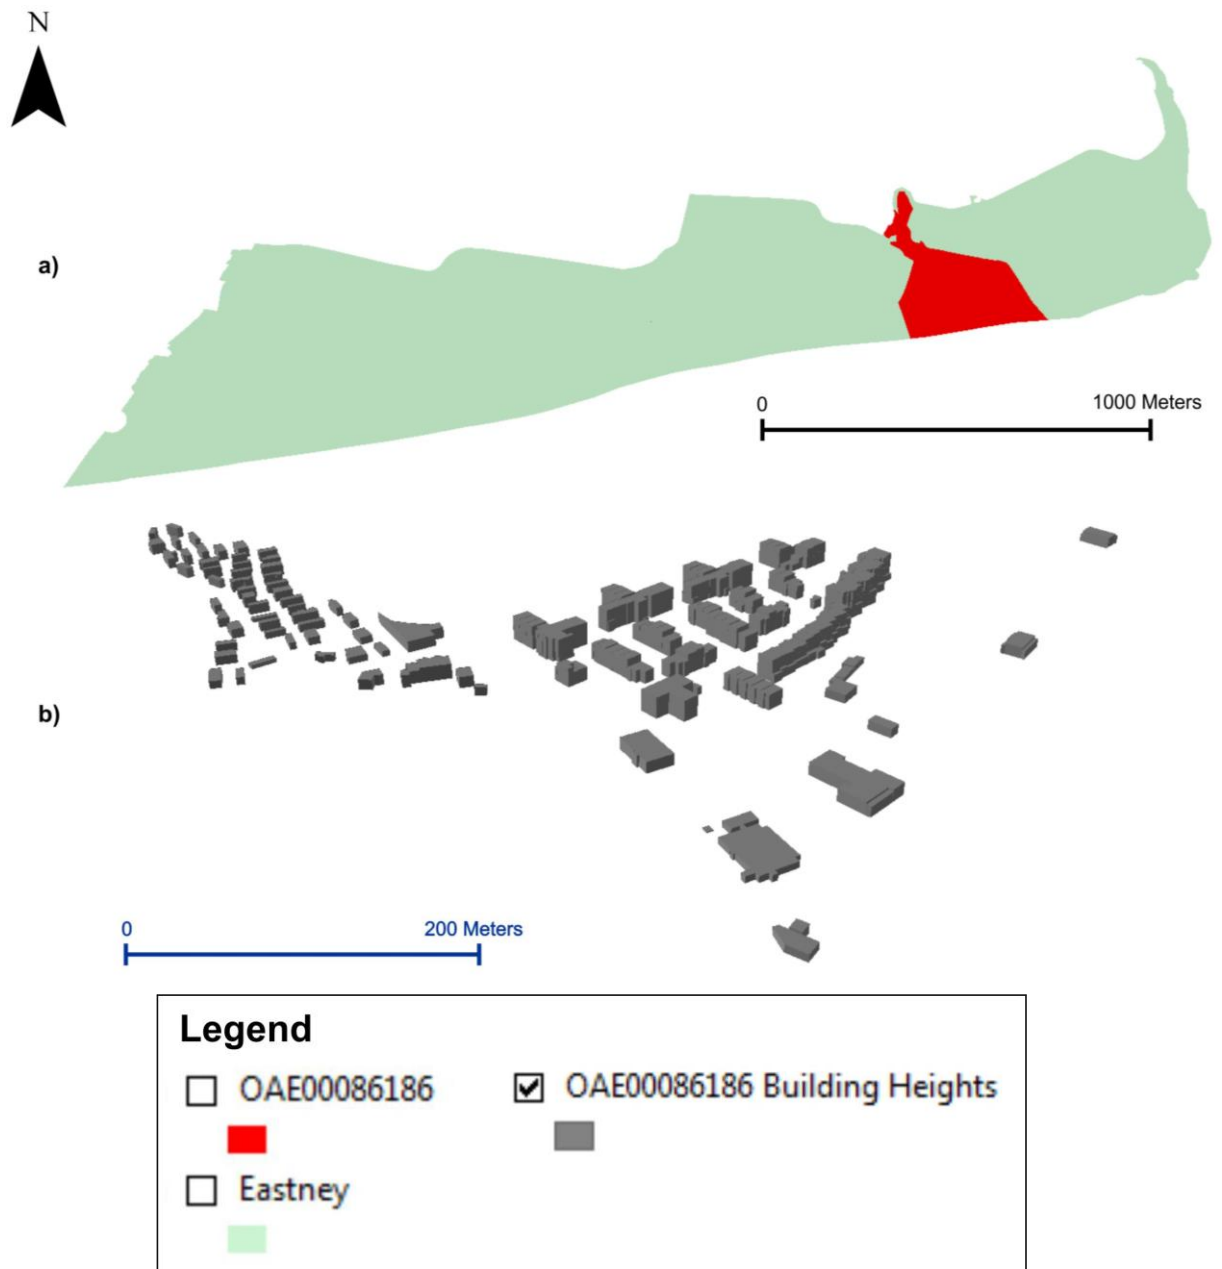 N
a)
0 1000 Meters
b)
0 200 Meters
Legend
OAE00086186 OAE00086186 Building Heights
Eastney